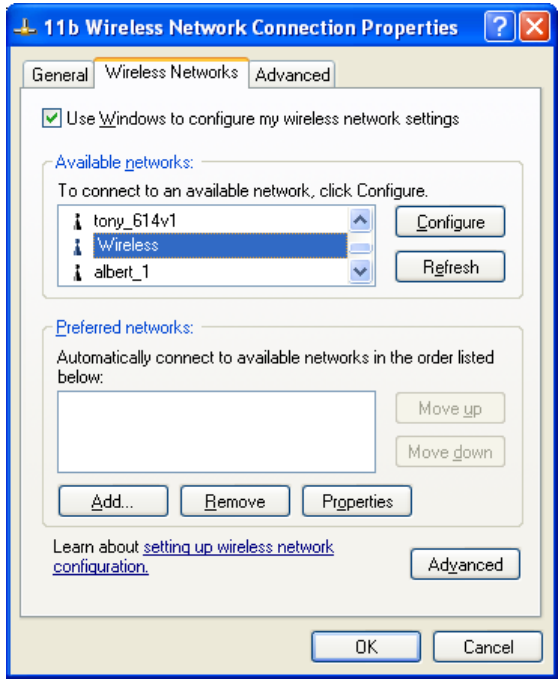 11b Wireless Network Connection Properties
General Wireless Networks Advanced
Use Windows to configure my wireless network settings
Available networks:
To connect to an available network, click Configure.
tony_614v1
Wireless
albert_1
Configure
Refresh
Preferred networks:
Automatically connect to available networks in the order listed
below:
Move up
Move down
Add... Remove Properties
Learn about setting up wireless network
configuration.
Advanced
OK Cancel